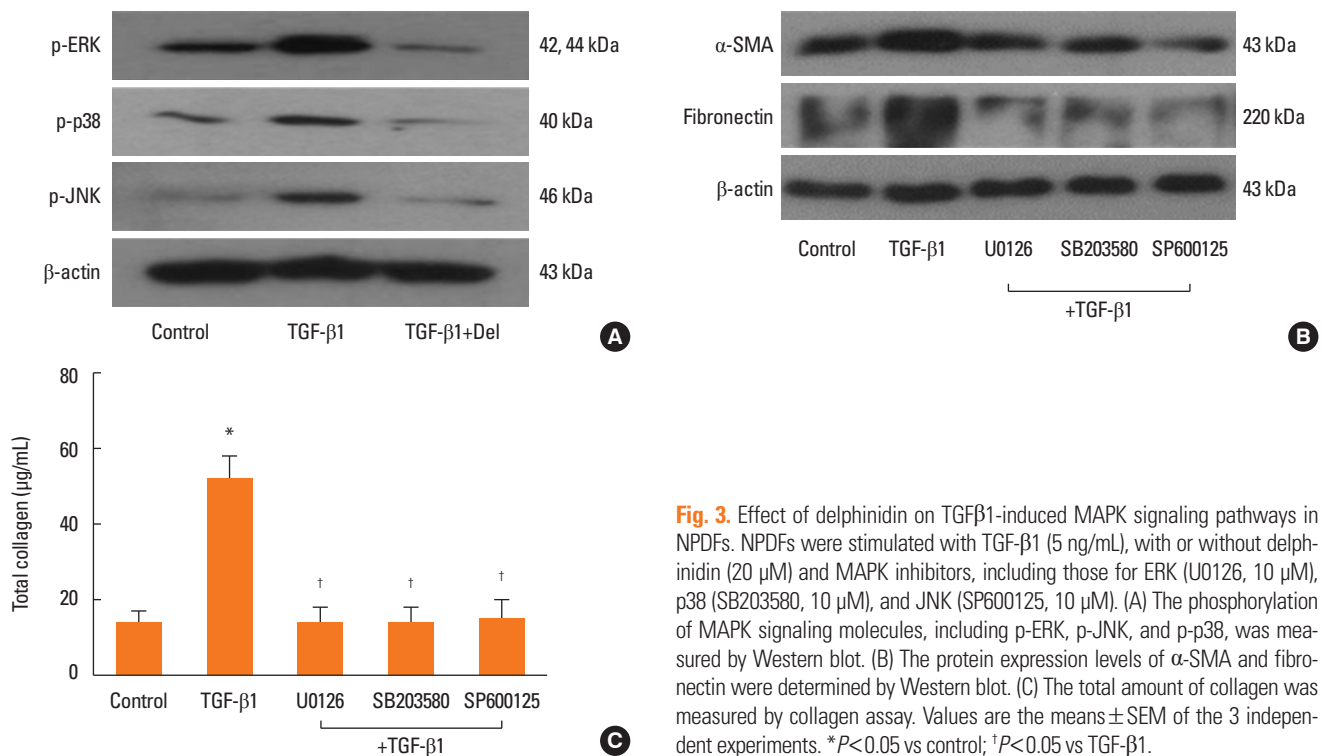 p-ERK 42, 44 kDa
p-p38 40 kDa
p-JNK 46 kDa
β-actin 43 kDa
Control TGF-β1 TGF-β1+Del
A
α-SMA 43 kDa
Fibronectin 220 kDa
β-actin 43 kDa
Control TGF-β1 U0126 SB203580 SP600125
+TGF-β1
B
Total collagen (µg/mL)
80
60
40
20
0
*
†
†
†
Control TGF-β1 U0126 SB203580 SP600125
+TGF-β1
C
Fig. 3. Effect of delphinidin on TGFβ1-induced MAPK signaling pathways in
NPDFs. NPDFs were stimulated with TGF-β1 (5 ng/mL), with or without delph-
inidin (20 µM) and MAPK inhibitors, including those for ERK (U0126, 10 µM),
p38 (SB203580, 10 µM), and JNK (SP600125, 10 µM). (A) The phosphorylation
of MAPK signaling molecules, including p-ERK, p-JNK, and p-p38, was mea-
sured by Western blot. (B) The protein expression levels of α-SMA and fibro-
nectin were determined by Western blot. (C) The total amount of collagen was
measured by collagen assay. Values are the means±SEM of the 3 indepen-
dent experiments. *P<0.05 vs control; †P<0.05 vs TGF-β1.